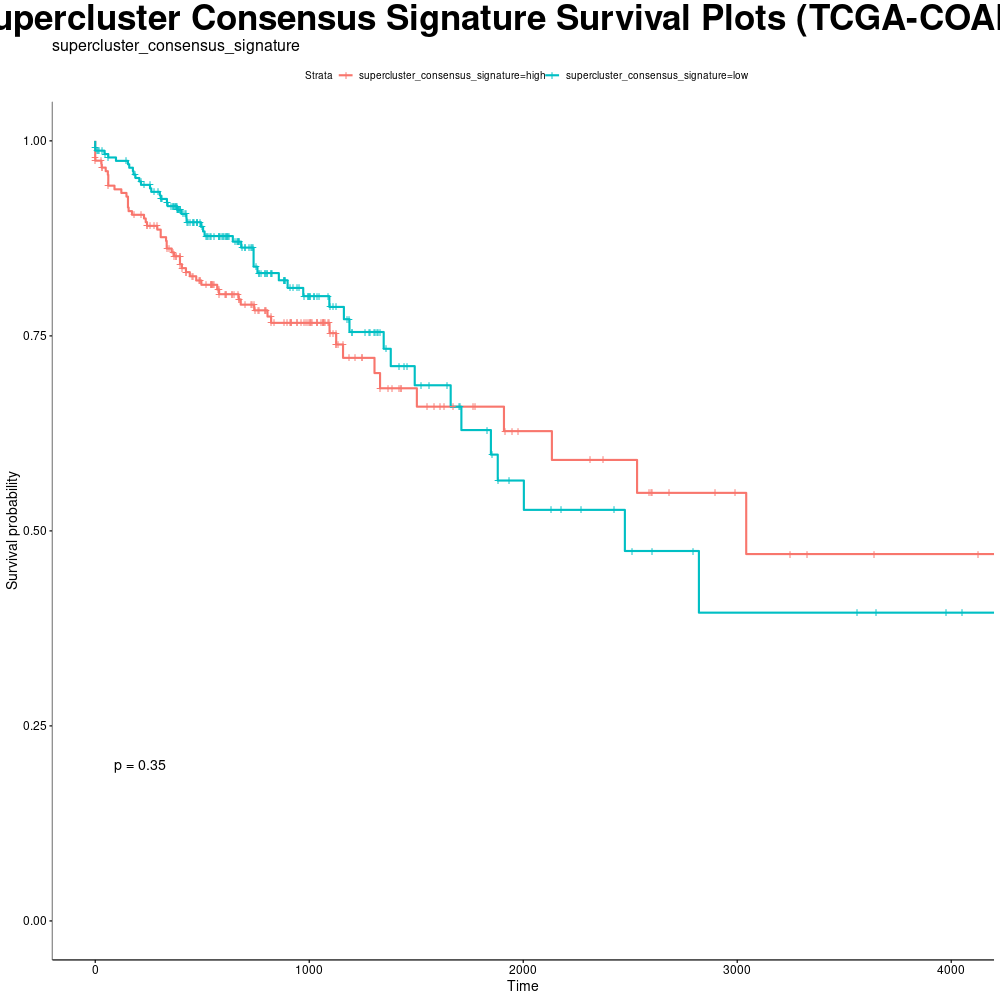 upercluster Consensus Signature Survival Plots (TCGA-COA
supercluster_consensus_signature
Strata supercluster_consensus_signature=high supercluster_consensus_signature=low
1.00
0.75
0.50
0.25
0.00
Survival probability
p = 0.35
0 1000 2000 3000 4000
Time